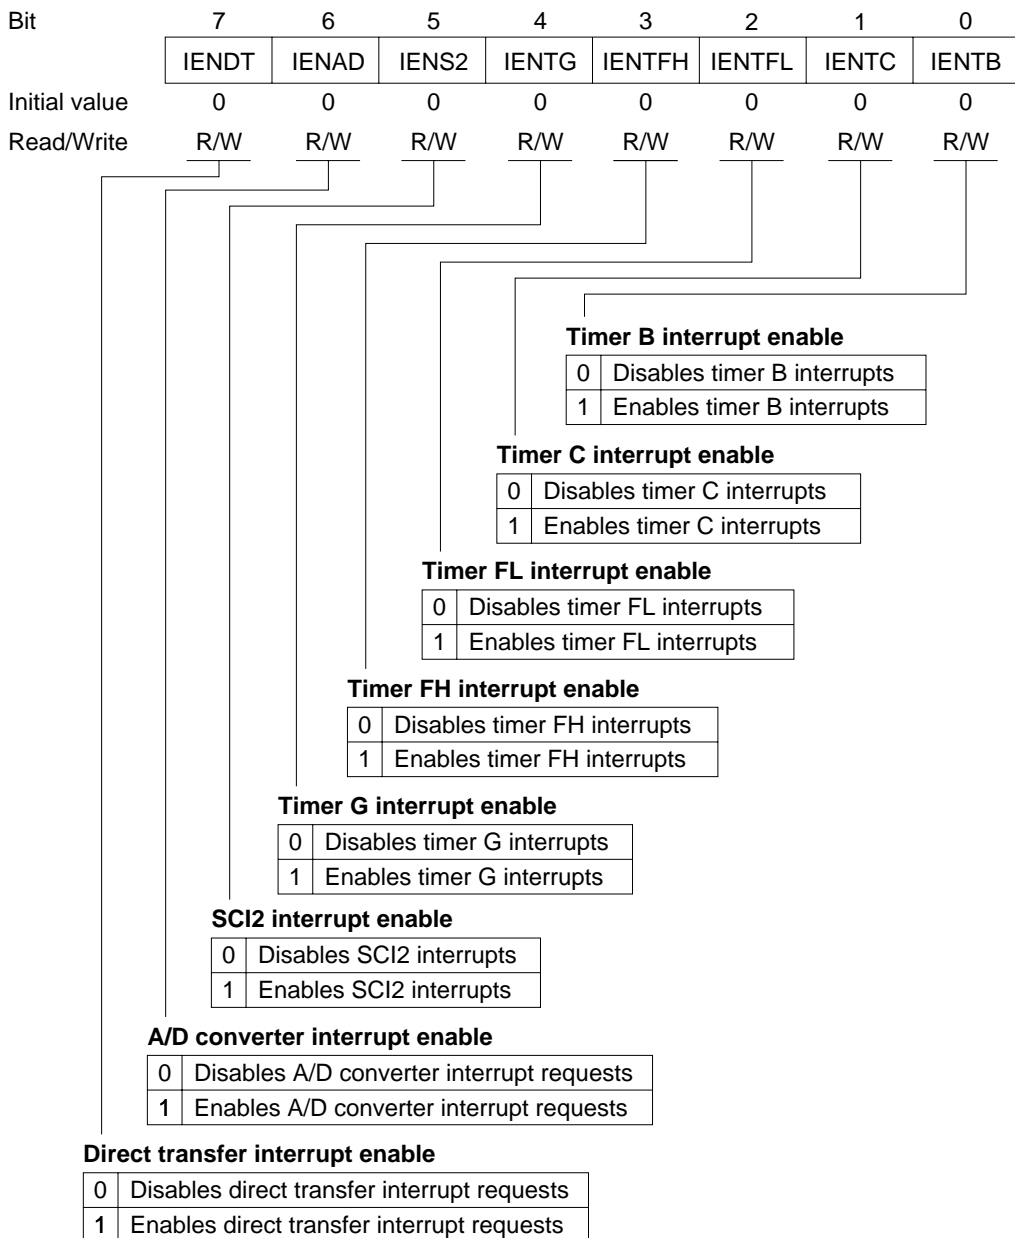 Bit 7 6 5 4 3 2 1 0
IENDT IENAD IENS2 IENTG IENTFH IENTFL IENTC IENTB
Initial value 0 0 0 0 0 0 0 0
Read/Write R/W R/W R/W R/W R/W R/W R/W R/W
Timer B interrupt enable
0 Disables timer B interrupts
1 Enables timer B interrupts
Timer C interrupt enable
0 Disables timer C interrupts
1 Enables timer C interrupts
Timer FL interrupt enable
0 Disables timer FL interrupts
1 Enables timer FL interrupts
Timer FH interrupt enable
0 Disables timer FH interrupts
1 Enables timer FH interrupts
Timer G interrupt enable
0 Disables timer G interrupts
1 Enables timer G interrupts
SCI2 interrupt enable
0 Disables SCI2 interrupts
1 Enables SCI2 interrupts
A/D converter interrupt enable
0 Disables A/D converter interrupt requests
1 Enables A/D converter interrupt requests
Direct transfer interrupt enable
0 Disables direct transfer interrupt requests
1 Enables direct transfer interrupt requests